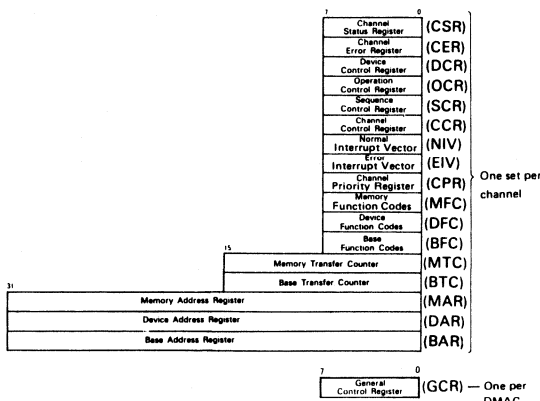 7 0
Channel
Status Register (CSR)
Channel
Error Register (CER)
Device
Control Register (DCR)
Operation
Control Register (OCR)
Sequence
Control Register (SCR)
Channel
Control Register (CCR)
Normal
Interrupt Vector (NIV)
Error
Interrupt Vector (EIV)
Channel
Priority Register (CPR)
One set per
channel
Memory
Function Codes (MFC)
Device
Function Codes (DFC)
Base
Function Codes (BFC)
15
Memory Transfer Counter (MTC)
Base Transfer Counter (BTC)
31
Memory Address Register (MAR)
Device Address Register (DAR)
Base Address Register (BAR)
7 0
General
Control Register (GCR) — One per
DMAC